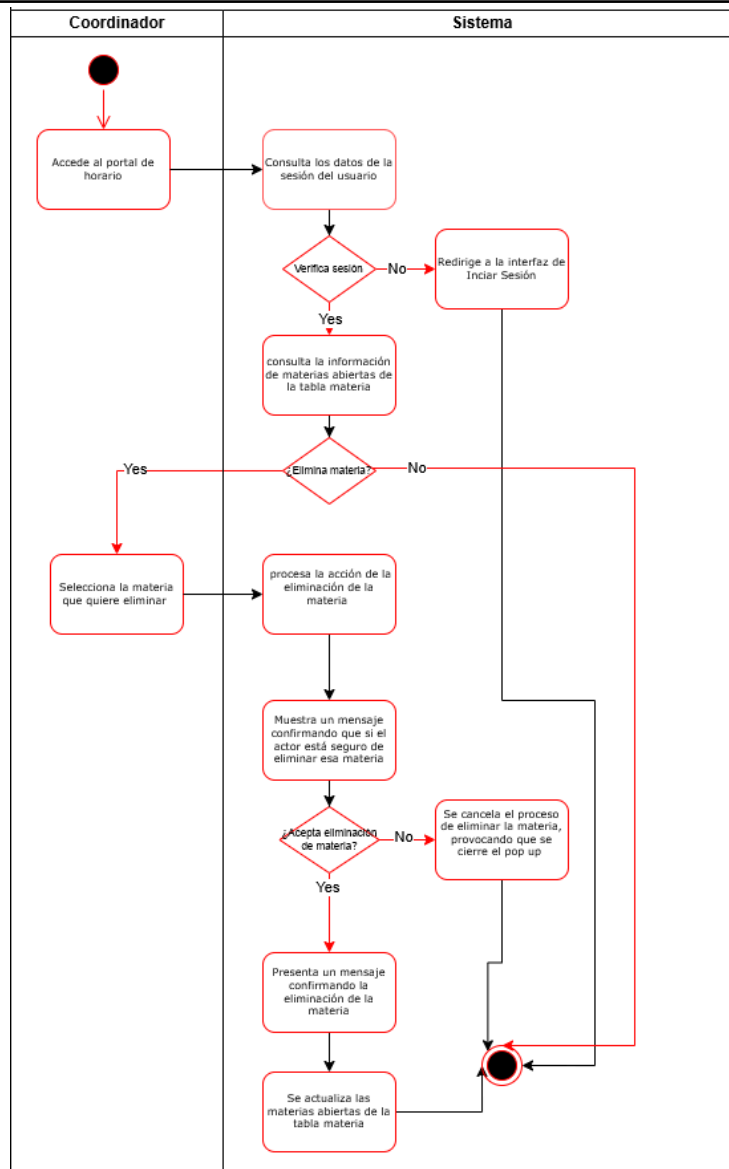 Coordinador
Sistema
Accede al portal de
horario
Consulta los datos de la
sesión del usuario
Verifica sesión
No
Redirige a la interfaz de
Inciar Sesión
Yes
consulta la información
de materias abiertas de
la tabla materia
¿Elimina materia?
Yes
No
Selecciona la materia
que quiere eliminar
procesa la acción de la
eliminación de la
materia
Muestra un mensaje
confirmando que si el
actor está seguro de
eliminar esa materia
¿Acepta eliminación
de materia?
No
Se cancela el proceso
de eliminar la materia,
provocando que se
cierre el pop up
Yes
Presenta un mensaje
confirmando la
eliminación de la
materia
Se actualiza las
materias abiertas de la
tabla materia